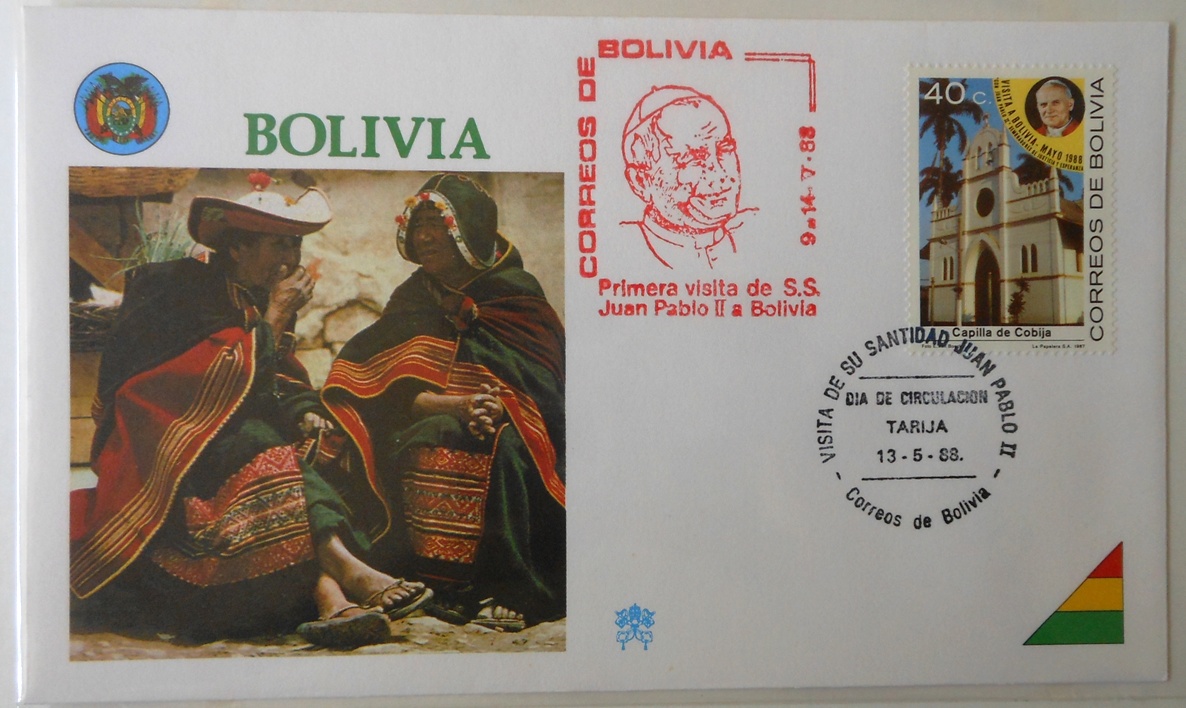 BOLIVIA
CORREOS DE BOLIVIA
9 a 14-V-88
Primera visita de S.S.
Juan Pablo II a Bolivia
40 c.
VISITA A BOLIVIA - MAYO 1988
CORREOS DE BOLIVIA
Capilla de Cobija
La Papelera S.A. 1987
VISITA DE SU SANTIDAD JUAN PABLO II
DIA DE CIRCULACION
TARIJA
13-5-88.
- Correos de Bolivia -